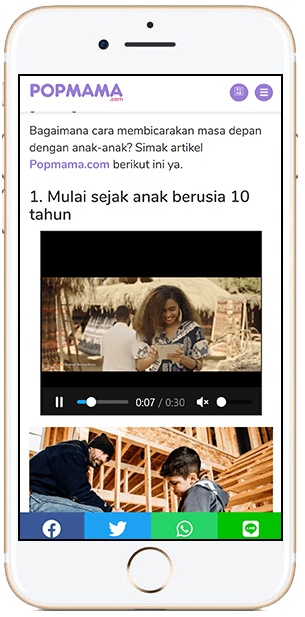 POPMAMA
.com
Bagaimana cara membicarakan masa depan
dengan anak-anak? Simak artikel
Popmama.com berikut ini ya.
1. Mulai sejak anak berusia 10
tahun
0:07 / 0:30
LINE